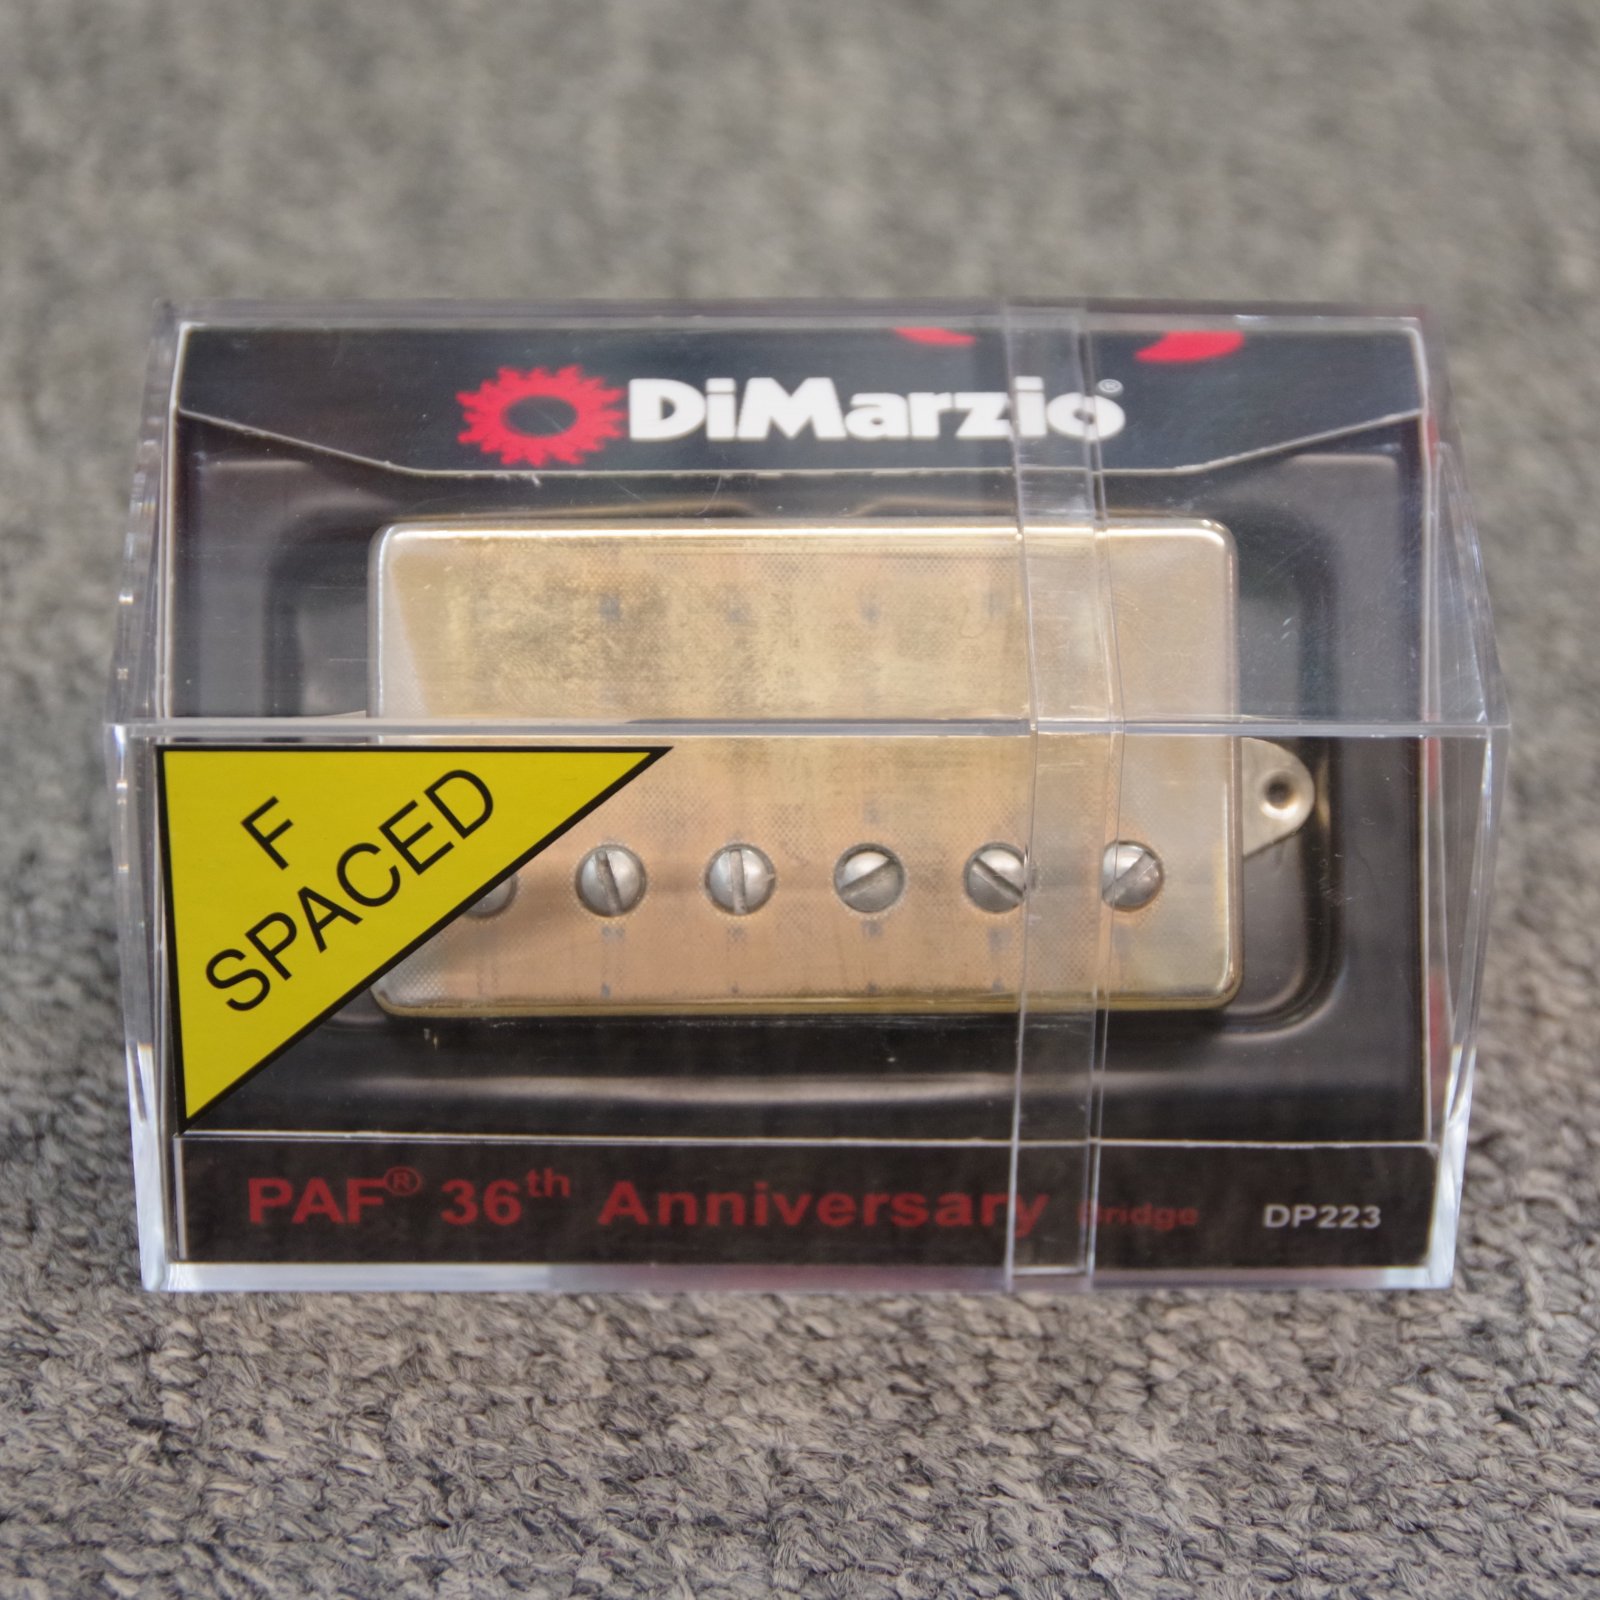 DiMarzio®
F
SPACED
PAF® 36th Anniversary Bridge DP223